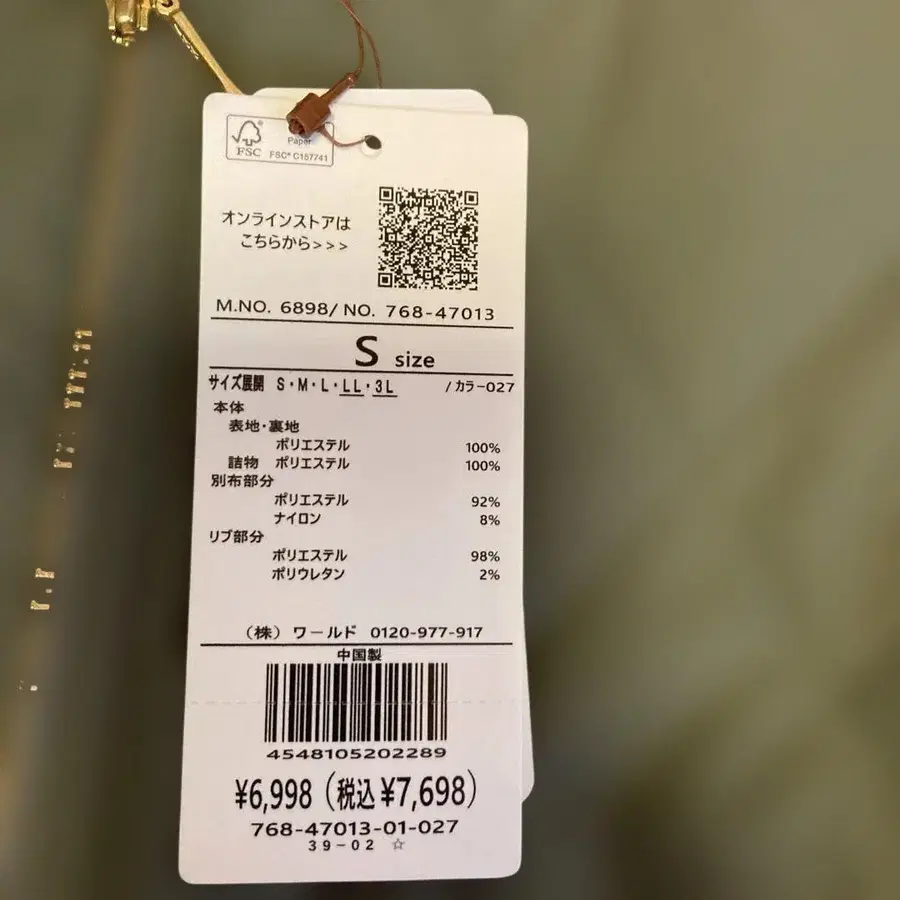 FSC®
Paper
FSC® C157741
オンラインストアは
こちらから>>>
M.NO. 6898/ NO. 768-47013
S size
サイズ展開 S・M・L・LL・3L /カラー027
本体
表地・裏地
ポリエステル 100%
詰物 ポリエステル 100%
別布部分
ポリエステル 92%
ナイロン 8%
リブ部分
ポリエステル 98%
ポリウレタン 2%
(株) ワールド 0120-977-917
中国製
4548105202289
¥6,998 (税込¥7,698)
768-47013-01-027
39-02 ☆